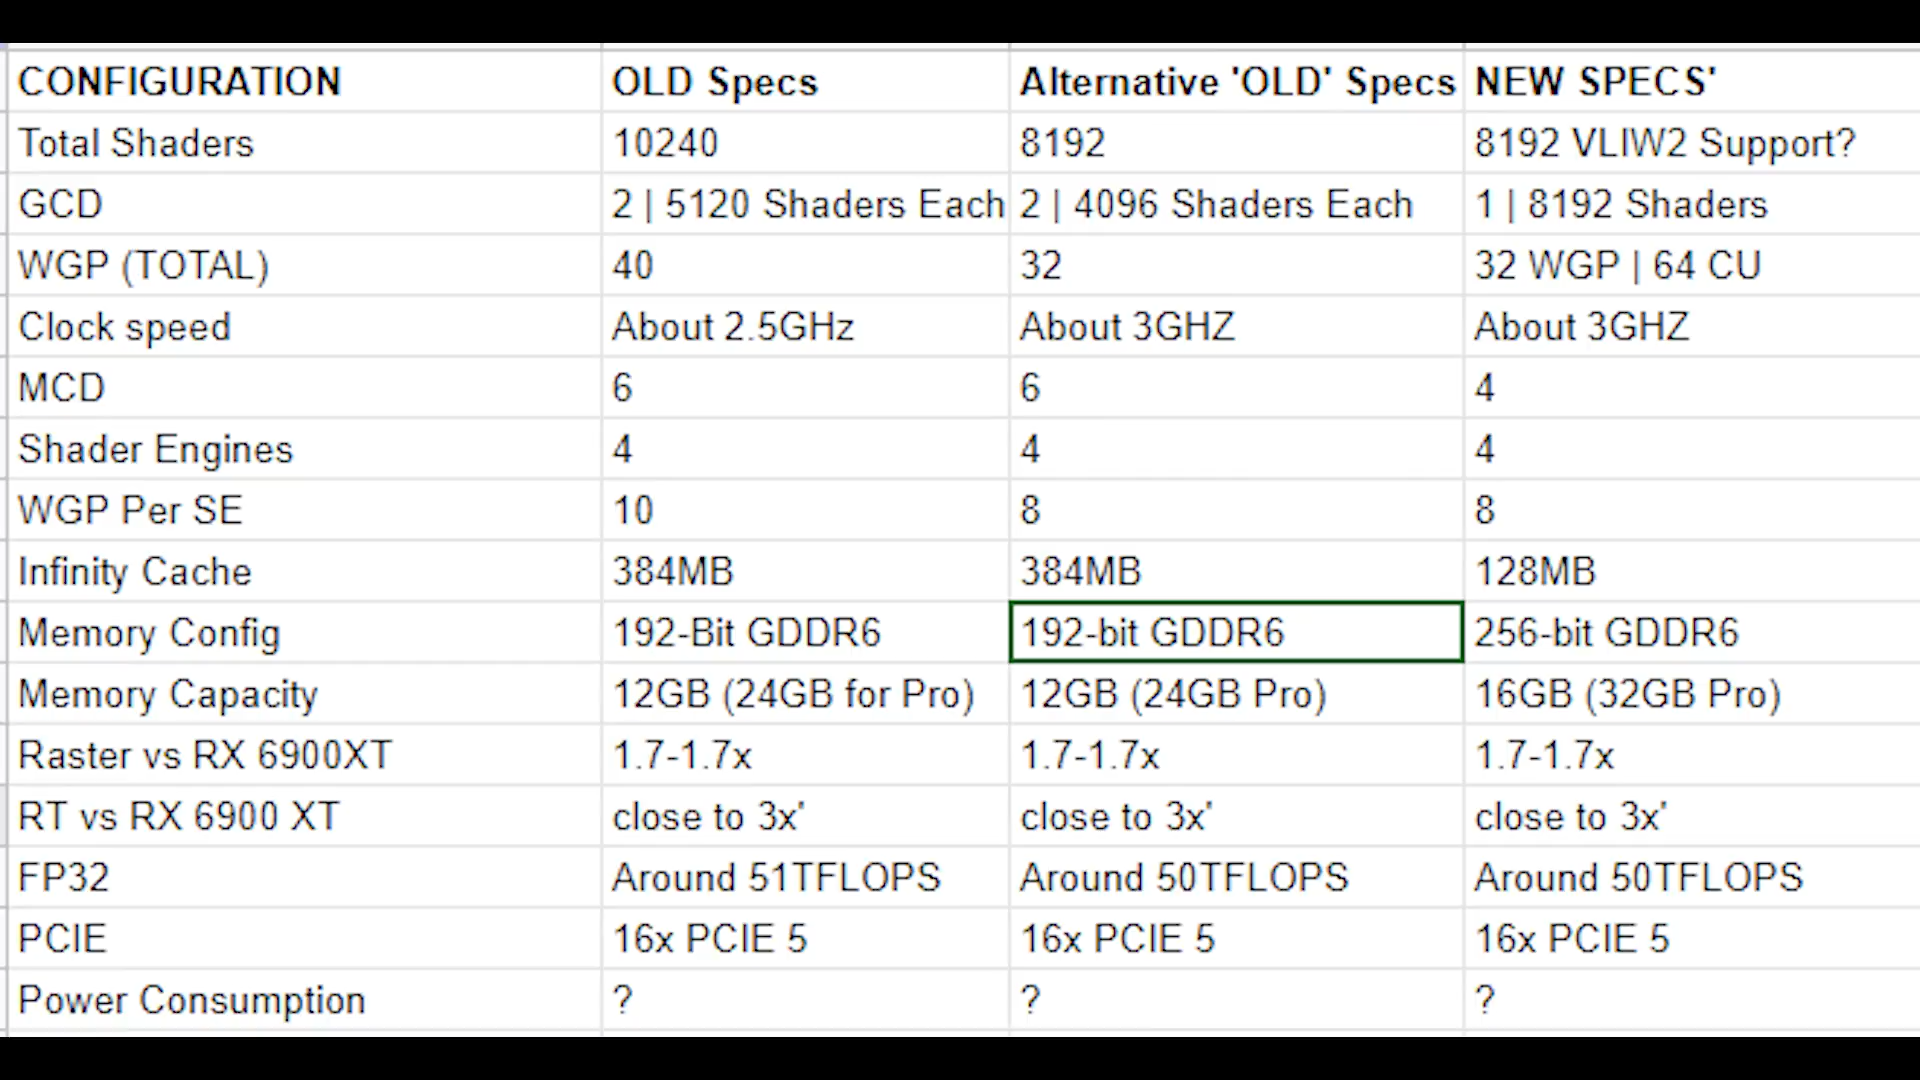 CONFIGURATION OLD Specs Alternative 'OLD' Specs NEW SPECS'
Total Shaders 10240 8192 8192 VLIW2 Support?
GCD 2 | 5120 Shaders Each 2 | 4096 Shaders Each 1 | 8192 Shaders
WGP (TOTAL) 40 32 32 WGP | 64 CU
Clock speed About 2.5GHz About 3GHZ About 3GHZ
MCD 6 6 4
Shader Engines 4 4 4
WGP Per SE 10 8 8
Infinity Cache 384MB 384MB 128MB
Memory Config 192-Bit GDDR6 192-bit GDDR6 256-bit GDDR6
Memory Capacity 12GB (24GB for Pro) 12GB (24GB Pro) 16GB (32GB Pro)
Raster vs RX 6900XT 1.7-1.7x 1.7-1.7x 1.7-1.7x
RT vs RX 6900 XT close to 3x' close to 3x' close to 3x'
FP32 Around 51TFLOPS Around 50TFLOPS Around 50TFLOPS
PCIE 16x PCIE 5 16x PCIE 5 16x PCIE 5
Power Consumption ? ? ?